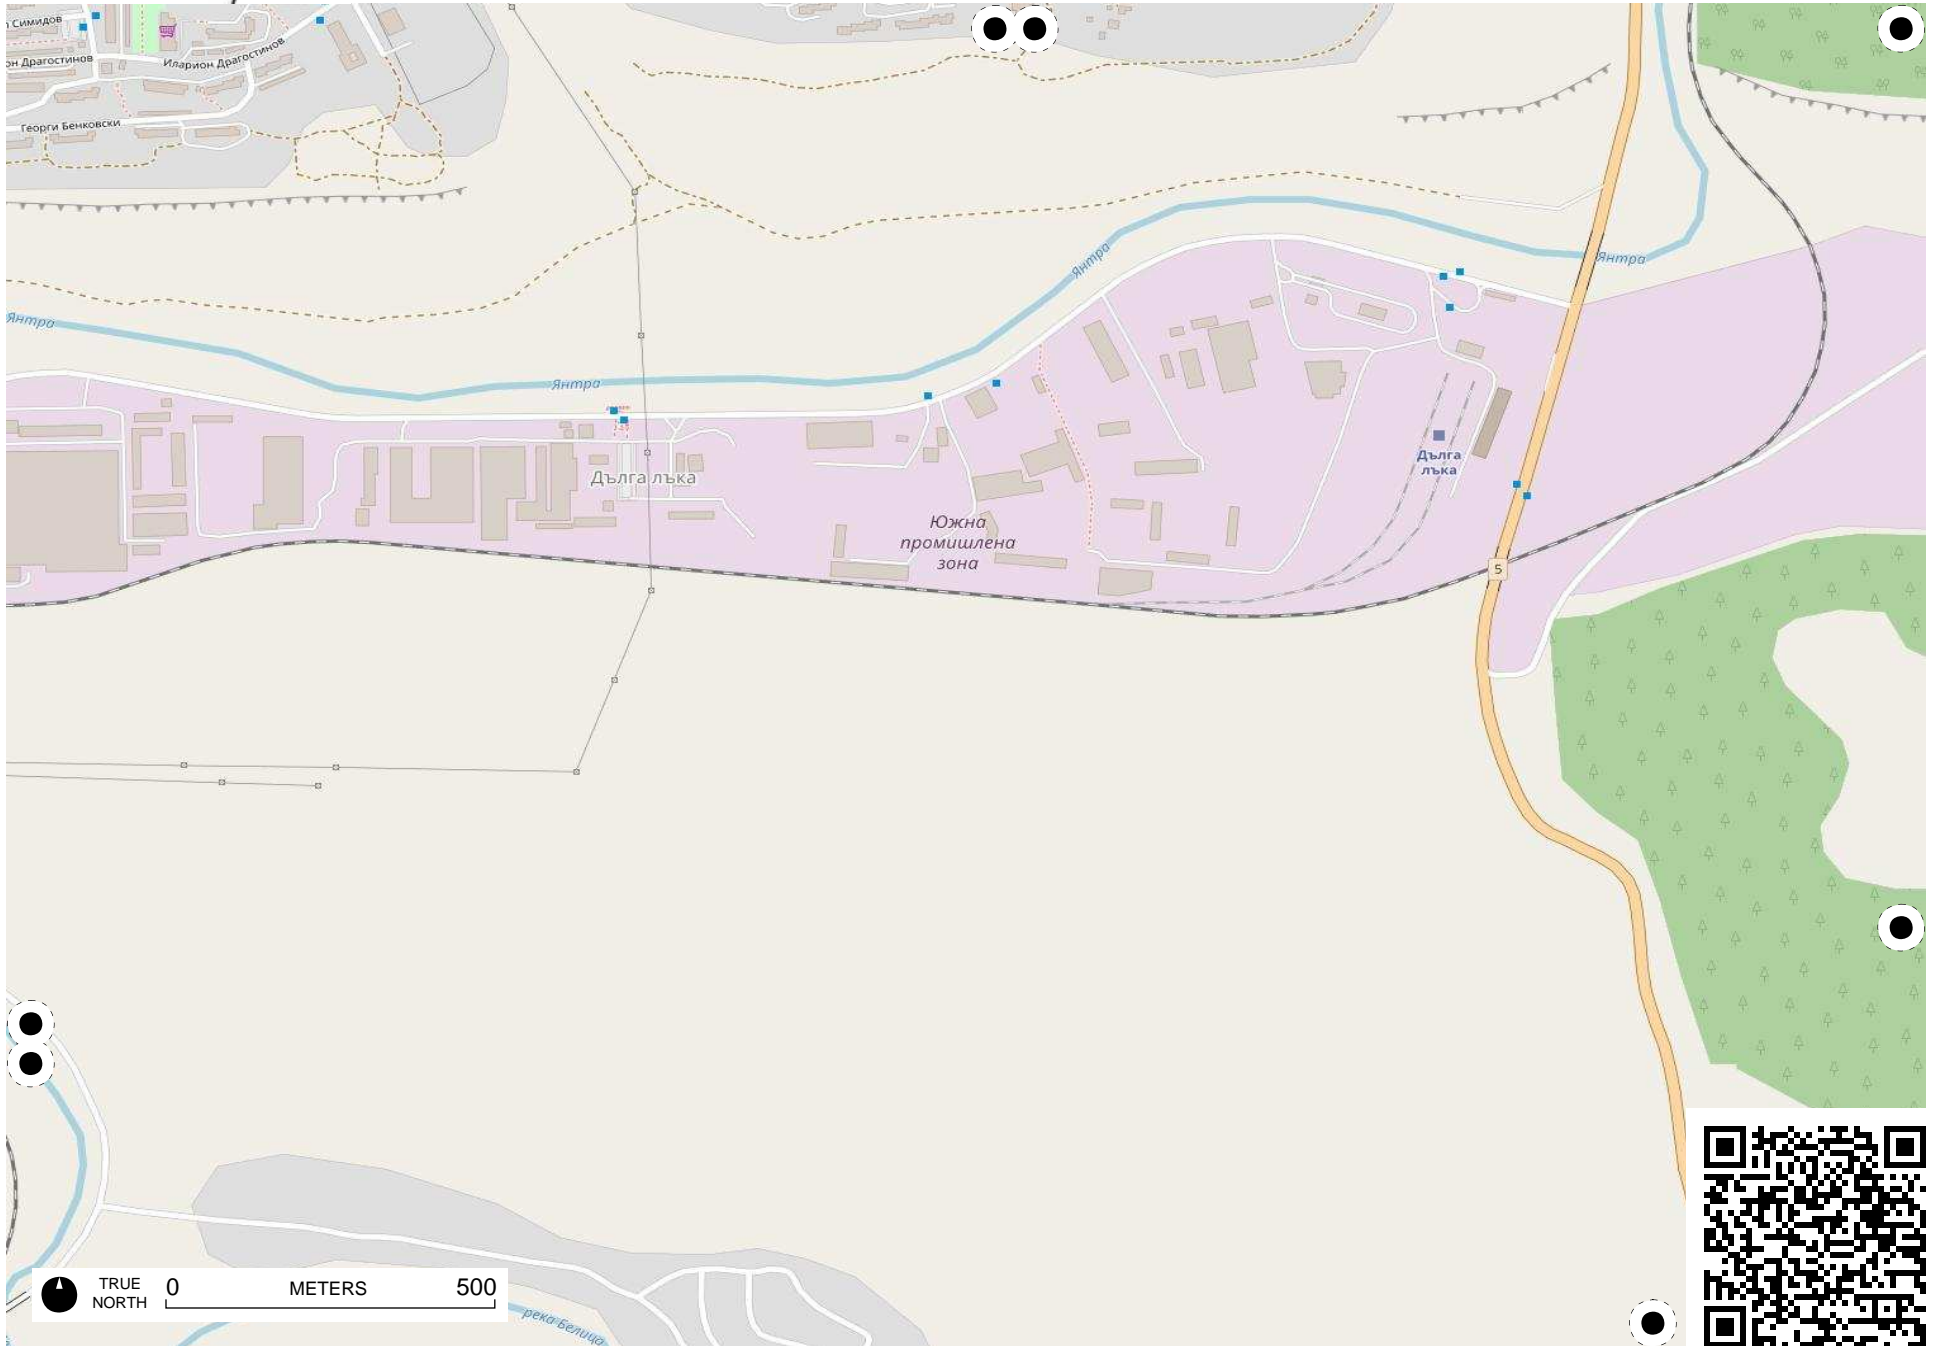 Симидов
Иларион Драгостинов
он Драгостинов
Георги Бенковски
Янтра
Янтра
Янтра
Янтра
Дълга
лъка
Дълга лъка
Южна
промишлена
зона
5
TRUE
NORTH
0
METERS
500
река Белица